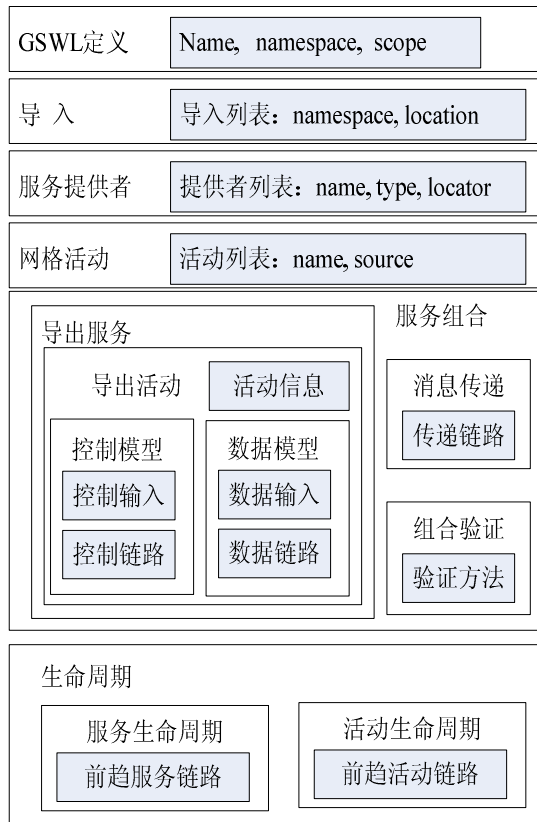 GSWL定义
Name, namespace, scope
导 入
导入列表：namespace, location
服务提供者
提供者列表：name, type, locator
网格活动
活动列表：name, source
服务组合
导出服务
导出活动
活动信息
控制模型
控制输入
控制链路
数据模型
数据输入
数据链路
消息传递
传递链路
组合验证
验证方法
生命周期
服务生命周期
前趋服务链路
活动生命周期
前趋活动链路